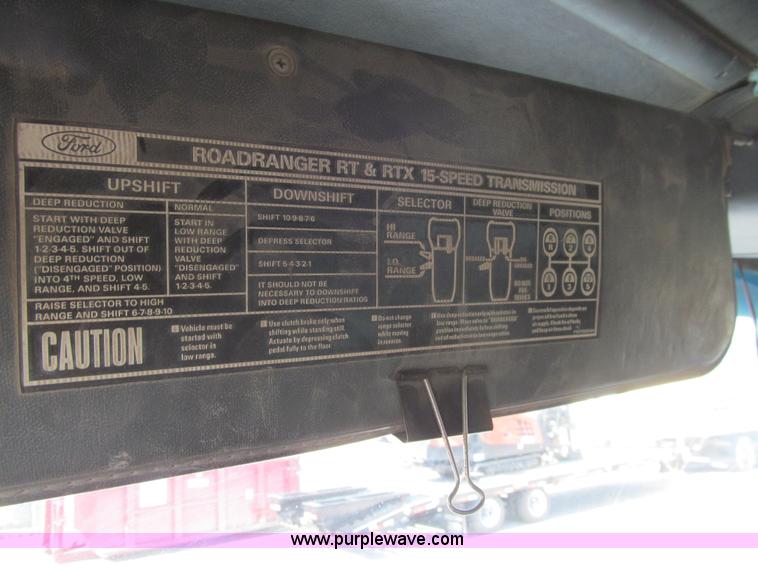 Ford
ROADRANGER RT & RTX 15-SPEED TRANSMISSION
UPSHIFT
DEEP REDUCTION
NORMAL
START WITH DEEP
REDUCTION VALVE
"ENGAGED" AND SHIFT
1-2-3-4-5. SHIFT OUT OF
DEEP REDUCTION
("DISENGAGED" POSITION)
INTO 4TH SPEED, LOW
RANGE, AND SHIFT 4-5.
START IN
LOW RANGE
WITH DEEP
REDUCTION
VALVE
"DISENGAGED"
AND SHIFT
1-2-3-4-5.
RAISE SELECTOR TO HIGH
RANGE AND SHIFT 6-7-8-9-10
DOWNSHIFT
SHIFT 10-9-8-7-6
DEPRESS SELECTOR
SHIFT 5-4-3-2-1
IT SHOULD NOT BE
NECESSARY TO DOWNSHIFT
INTO DEEP REDUCTION RATIOS
SELECTOR
HI
RANGE
LO
RANGE
DEEP REDUCTION
VALVE
POSITIONS
CAUTION
Vehicle must be
started with
selector in
low range.
Use clutch brake only when
shifting while standing still.
Actuate by depressing clutch
pedal fully to the floor.
Do not change
range selector
while moving
in reverse.
www.purplewave.com